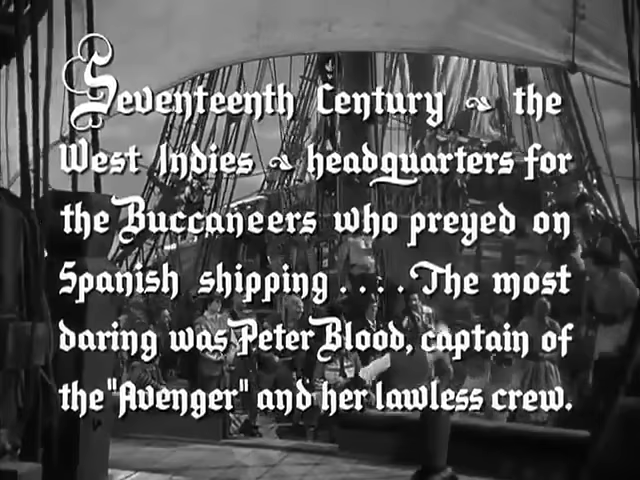 Seventeenth Century ~ the
West Indies ~ headquarters for
the Buccaneers who preyed on
Spanish shipping....The most
daring was Peter Blood, captain of
the "Avenger" and her lawless crew.